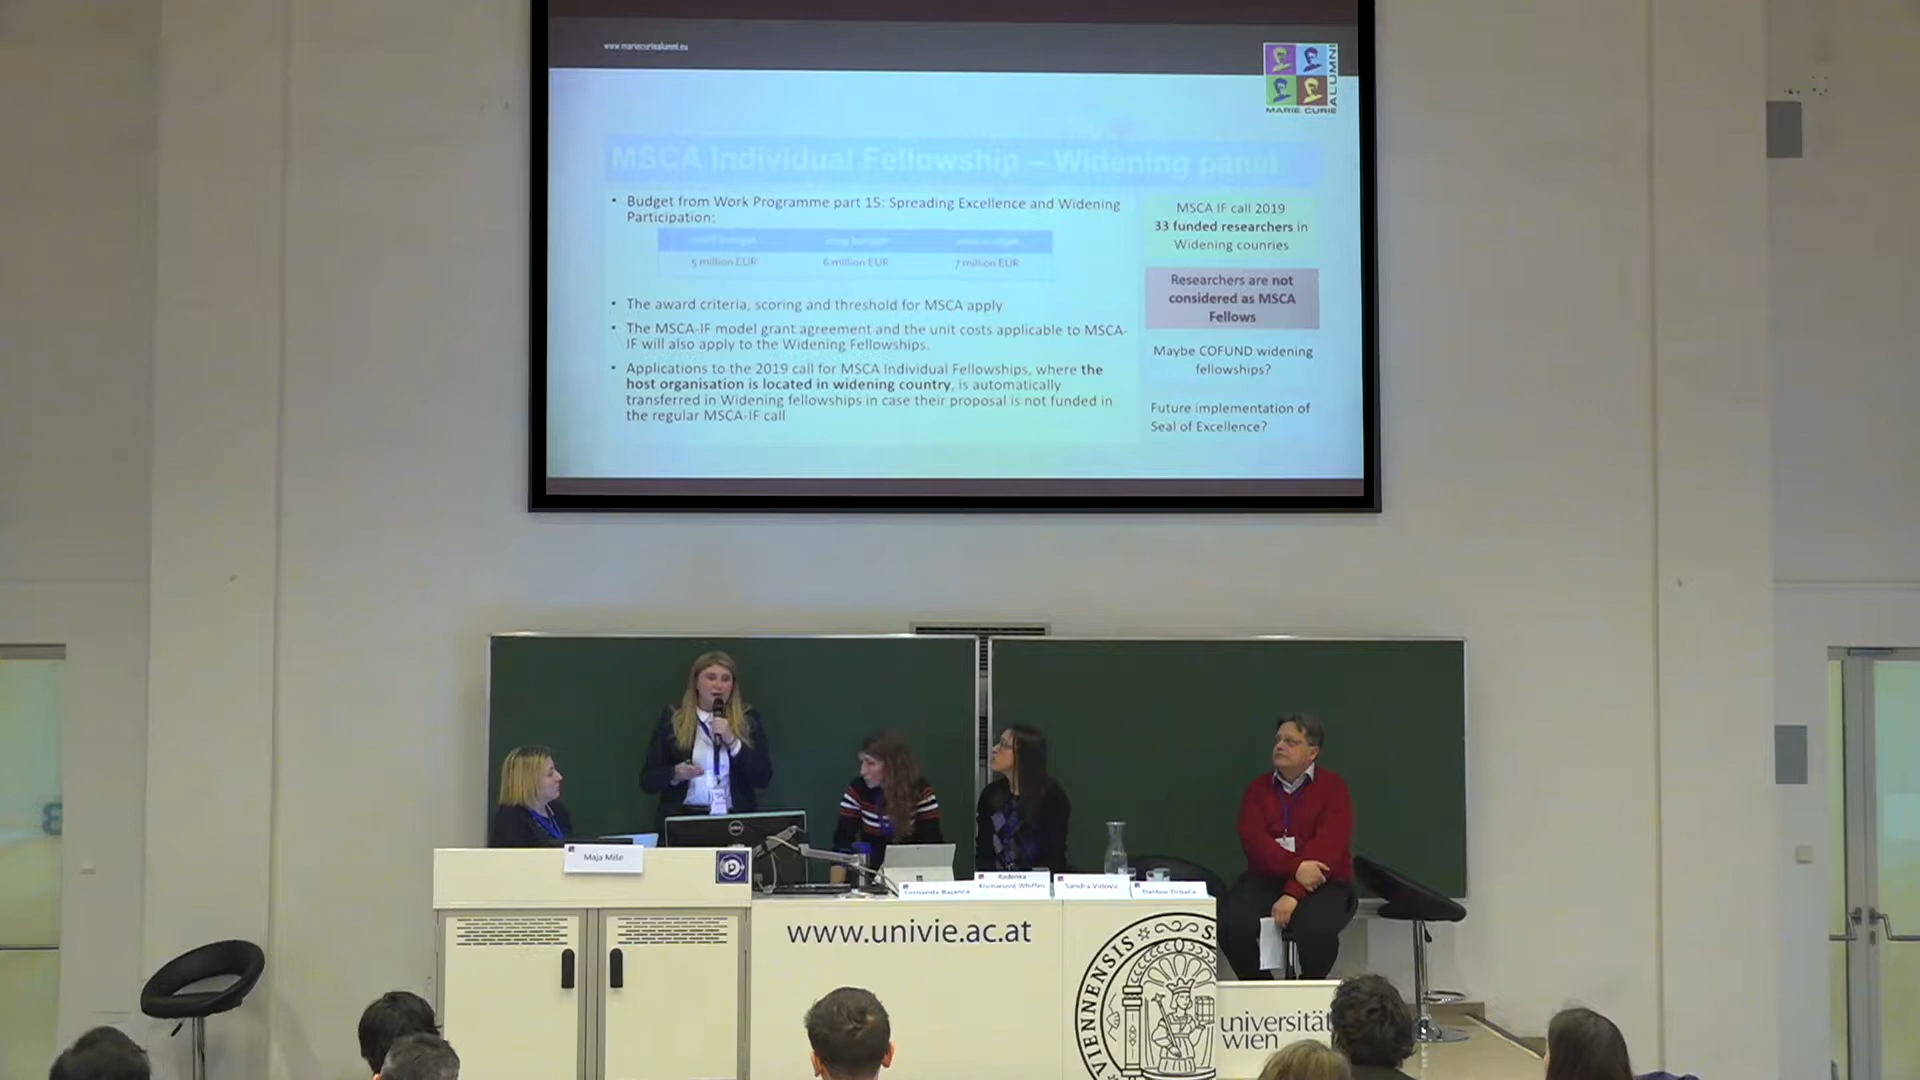 www.mariecuriealumni.eu
MARIE CURIE
ALUMNI
MSCA Individual Fellowship – Widening panel
• Budget from Work Programme part 15: Spreading Excellence and Widening
Participation:
5 million EUR 6 million EUR 7 million EUR
• The award criteria, scoring and threshold for MSCA apply
• The MSCA-IF model grant agreement and the unit costs applicable to MSCA-
IF will also apply to the Widening Fellowships.
• Applications to the 2019 call for MSCA Individual Fellowships, where the
host organisation is located in widening country, is automatically
transferred in Widening fellowships in case their proposal is not funded in
the regular MSCA-IF call
MSCA IF call 2019
33 funded researchers in
Widening counries
Researchers are not
considered as MSCA
Fellows
Maybe COFUND widening
fellowships?
Future implementation of
Seal of Excellence?
8
DELL
Maja Miše
Radenka
Krsmanović Whiffen
Sandra Vidović
www.univie.ac.at
VIENNENSIS
universität
wien